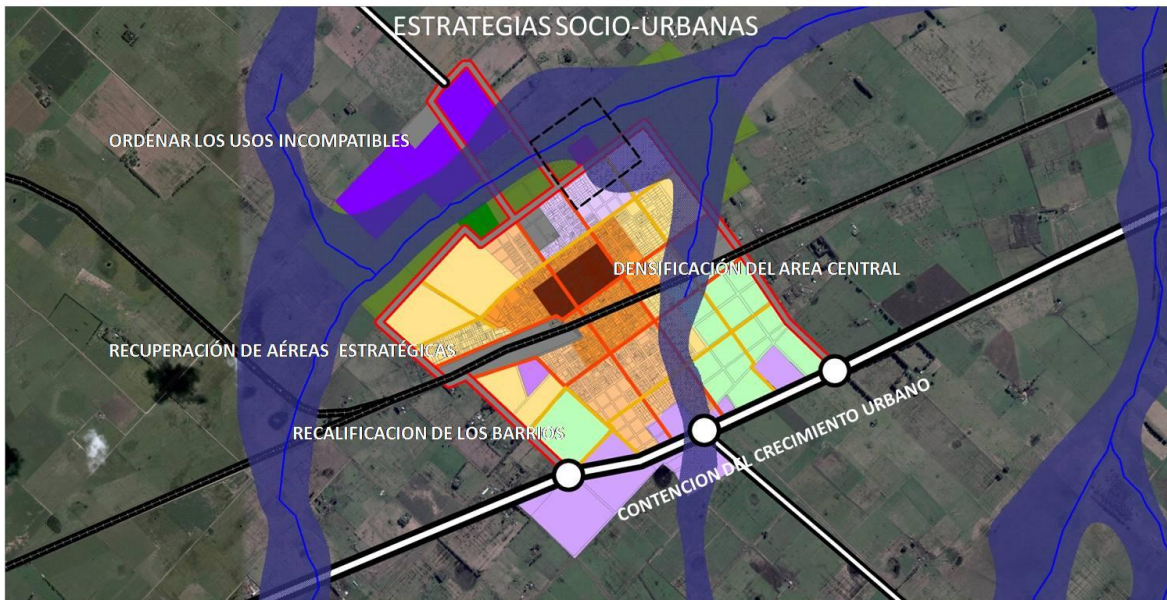 ESTRATEGIAS SOCIO-URBANAS
ORDENAR LOS USOS INCOMPATIBLES
DENSIFICACIÓN DEL AREA CENTRAL
RECUPERACIÓN DE AÉREAS ESTRATÉGICAS
RECALIFICACION DE LOS BARRIOS
CONTENCION DEL CRECIMIENTO URBANO